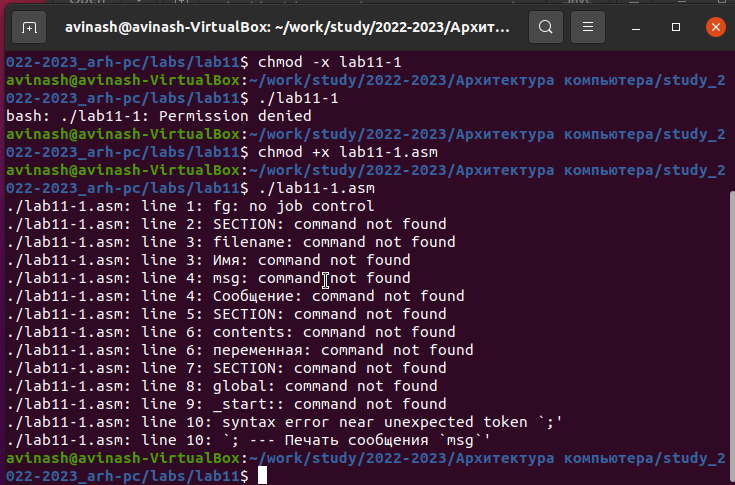 avinash@avinash-VirtualBox: ~/work/study/2022-2023/Архит...
022-2023_arh-pc/labs/lab11$ chmod -x lab11-1
avinash@avinash-VirtualBox:~/work/study/2022-2023/Архитектура компьютера/study_2
022-2023_arh-pc/labs/lab11$ ./lab11-1
bash: ./lab11-1: Permission denied
avinash@avinash-VirtualBox:~/work/study/2022-2023/Архитектура компьютера/study_2
022-2023_arh-pc/labs/lab11$ chmod +x lab11-1.asm
avinash@avinash-VirtualBox:~/work/study/2022-2023/Архитектура компьютера/study_2
022-2023_arh-pc/labs/lab11$ ./lab11-1.asm
./lab11-1.asm: line 1: fg: no job control
./lab11-1.asm: line 2: SECTION: command not found
./lab11-1.asm: line 3: filename: command not found
./lab11-1.asm: line 3: Имя: command not found
./lab11-1.asm: line 4: msg: command not found
./lab11-1.asm: line 4: Сообщение: command not found
./lab11-1.asm: line 5: SECTION: command not found
./lab11-1.asm: line 6: contents: command not found
./lab11-1.asm: line 6: переменная: command not found
./lab11-1.asm: line 7: SECTION: command not found
./lab11-1.asm: line 8: global: command not found
./lab11-1.asm: line 9: _start:: command not found
./lab11-1.asm: line 10: syntax error near unexpected token `;'
./lab11-1.asm: line 10: `; --- Печать сообщения `msg`'
avinash@avinash-VirtualBox:~/work/study/2022-2023/Архитектура компьютера/study_2
022-2023_arh-pc/labs/lab11$